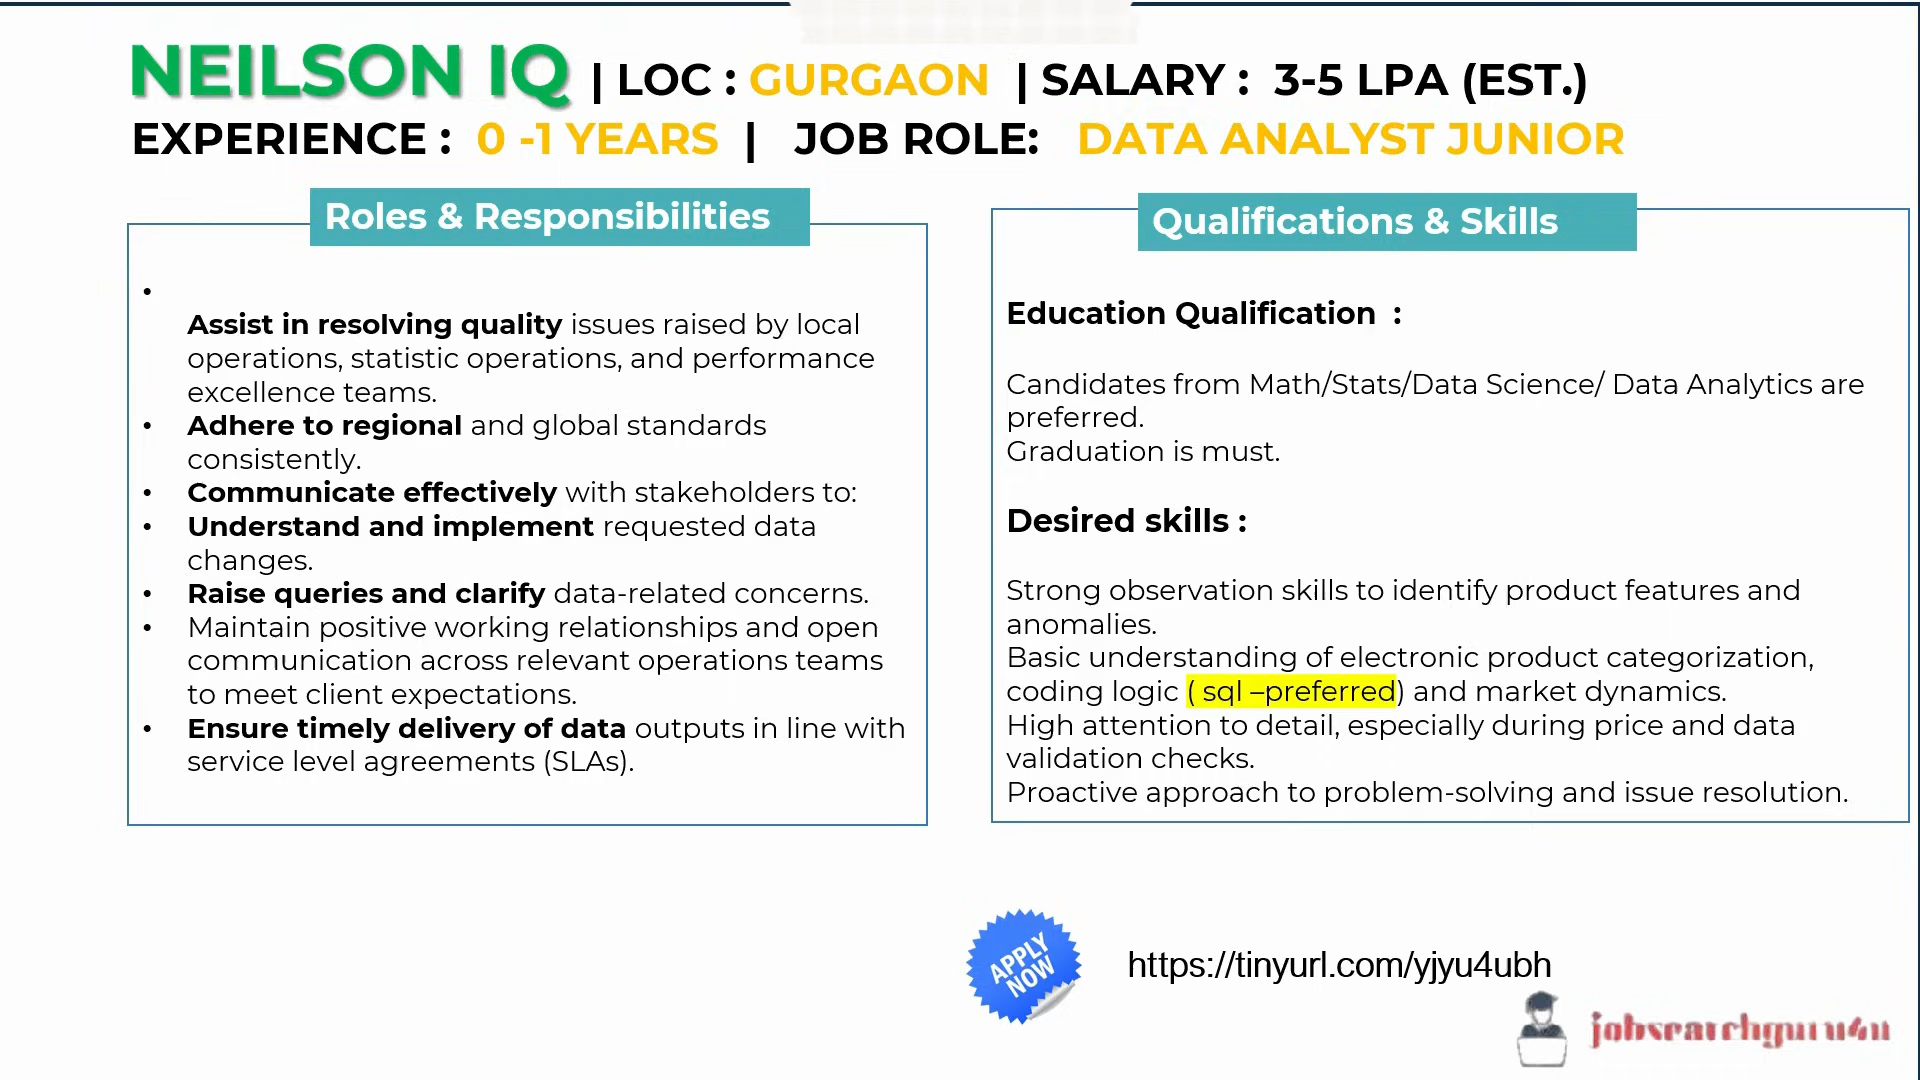 NEILSON IQ | LOC : GURGAON | SALARY : 3-5 LPA (EST.)
EXPERIENCE : 0 -1 YEARS | JOB ROLE: DATA ANALYST JUNIOR
Roles & Responsibilities
•
Assist in resolving quality issues raised by local
operations, statistic operations, and performance
excellence teams.
• Adhere to regional and global standards
consistently.
• Communicate effectively with stakeholders to:
• Understand and implement requested data
changes.
• Raise queries and clarify data-related concerns.
• Maintain positive working relationships and open
communication across relevant operations teams
to meet client expectations.
• Ensure timely delivery of data outputs in line with
service level agreements (SLAs).
Qualifications & Skills
Education Qualification :
Candidates from Math/Stats/Data Science/ Data Analytics are
preferred.
Graduation is must.
Desired skills :
Strong observation skills to identify product features and
anomalies.
Basic understanding of electronic product categorization,
coding logic ( sql –preferred) and market dynamics.
High attention to detail, especially during price and data
validation checks.
Proactive approach to problem-solving and issue resolution.
APPLY
NOW
https://tinyurl.com/yjyu4ubh
jobsearchguru4u